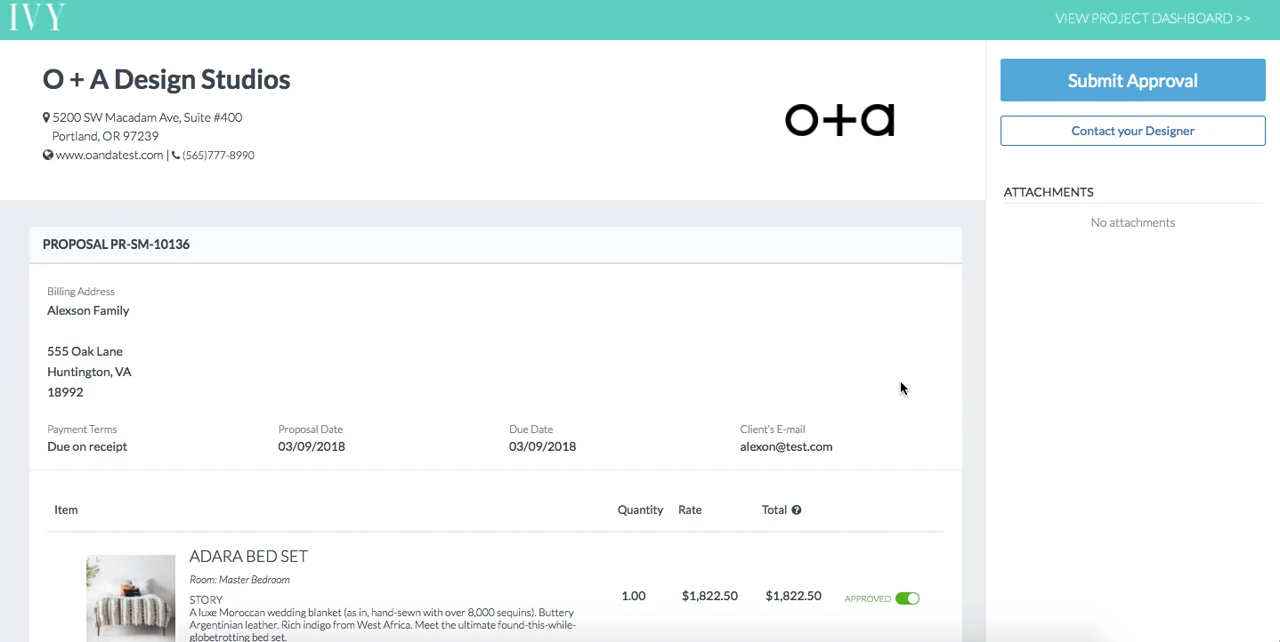 IVY
VIEW PROJECT DASHBOARD >>
O + A Design Studios
5200 SW Macadam Ave, Suite #400
Portland, OR 97239
www.oandatest.com | (565)777-8990
o+a
Submit Approval
Contact your Designer
ATTACHMENTS
No attachments
PROPOSAL PR-SM-10136
Billing Address
Alexson Family
555 Oak Lane
Huntington, VA
18992
Payment Terms
Due on receipt
Proposal Date
03/09/2018
Due Date
03/09/2018
Client's E-mail
alexon@test.com
Item Quantity Rate Total ?
ADARA BED SET
Room: Master Bedroom
STORY
A luxe Moroccan wedding blanket (as in, hand-sewn with over 8,000 sequins). Buttery
Argentinian leather. Rich indigo from West Africa. Meet the ultimate found-this-while-
globetrotting bed set.
1.00 $1,822.50 $1,822.50 APPROVED